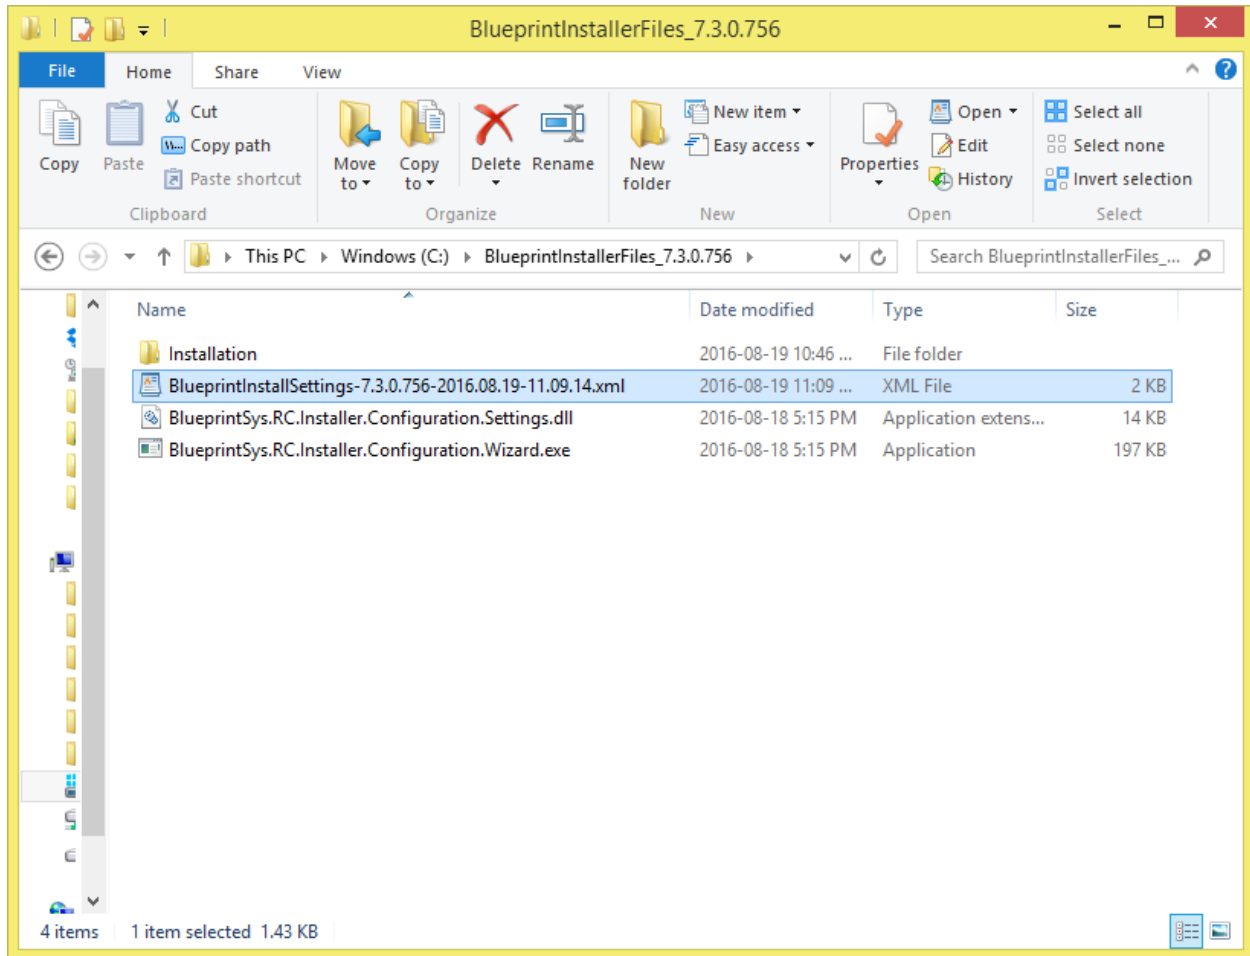 BlueprintInstallerFiles_7.3.0.756
File Home Share View
Copy
Paste
Cut
Copy path
Paste shortcut
Clipboard
Move to
Copy to
Delete
Rename
Organize
New folder
New item
Easy access
New
Properties
Open
Edit
History
Open
Select all
Select none
Invert selection
Select
This PC Windows (C:) BlueprintInstallerFiles_7.3.0.756
Search BlueprintInstallerFiles_...
Name Date modified Type Size
Installation 2016-08-19 10:46 ... File folder
BlueprintInstallSettings-7.3.0.756-2016.08.19-11.09.14.xml 2016-08-19 11:09 ... XML File 2 KB
BlueprintSys.RC.Installer.Configuration.Settings.dll 2016-08-18 5:15 PM Application extens... 14 KB
BlueprintSys.RC.Installer.Configuration.Wizard.exe 2016-08-18 5:15 PM Application 197 KB
4 items 1 item selected 1.43 KB